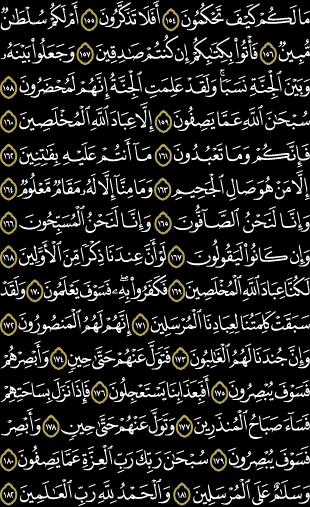 مَا لَكُمْ كَيْفَ تَحْكُمُونَ ١٥٤ أَفَلَا تَذَكَّرُونَ ١٥٥ أَمْ لَكُمْ سُلْطَٰنٌ
مُّبِينٌ ١٥٦ فَأْتُوا۟ بِكِتَٰبِكُمْ إِن كُنتُمْ صَٰدِقِينَ ١٥٧ وَجَعَلُوا۟ بَيْنَهُۥ
وَبَيْنَ ٱلْجِنَّةِ نَسَبًا ۚ وَلَقَدْ عَلِمَتِ ٱلْجِنَّةُ إِنَّهُمْ لَمُحْضَرُونَ ١٥٨
سُبْحَٰنَ ٱللَّهِ عَمَّا يَصِفُونَ ١٥٩ إِلَّا عِبَادَ ٱللَّهِ ٱلْمُخْلَصِينَ ١٦٠
فَإِنَّكُمْ وَمَا تَعْبُدُونَ ١٦١ مَآ أَنتُمْ عَلَيْهِ بِفَٰتِنِينَ ١٦٢
إِلَّا مَنْ هُوَ صَالِ ٱلْجَحِيمِ ١٦٣ وَمَا مِنَّآ إِلَّا لَهُۥ مَقَامٌ مَّعْلُومٌ ١٦٤
وَإِنَّا لَنَحْنُ ٱلصَّآفُّونَ ١٦٥ وَإِنَّا لَنَحْنُ ٱلْمُسَبِّحُونَ ١٦٦
وَإِن كَانُوا۟ لَيَقُولُونَ ١٦٧ لَوْ أَنَّ عِندَنَا ذِكْرًا مِّنَ ٱلْأَوَّلِينَ ١٦٨
لَكُنَّا عِبَادَ ٱللَّهِ ٱلْمُخْلَصِينَ ١٦٩ فَكَفَرُوا۟ بِهِۦ ۖ فَسَوْفَ يَعْلَمُونَ ١٧٠ وَلَقَدْ
سَبَقَتْ كَلِمَتُنَا لِعِبَادِنَا ٱلْمُرْسَلِينَ ١٧١ إِنَّهُمْ لَهُمُ ٱلْمَنصُورُونَ ١٧٢
وَإِنَّ جُندَنَا لَهُمُ ٱلْغَٰلِبُونَ ١٧٣ فَتَوَلَّ عَنْهُمْ حَتَّىٰ حِينٍ ١٧٤ وَأَبْصِرْهُمْ
فَسَوْفَ يُبْصِرُونَ ١٧٥ أَفَبِعَذَابِنَا يَسْتَعْجِلُونَ ١٧٦ فَإِذَا نَزَلَ بِسَاحَتِهِمْ
فَسَآءَ صَبَاحُ ٱلْمُنذَرِينَ ١٧٧ وَتَوَلَّ عَنْهُمْ حَتَّىٰ حِينٍ ١٧٨ وَأَبْصِرْ
فَسَوْفَ يُبْصِرُونَ ١٧٩ سُبْحَٰنَ رَبِّكَ رَبِّ ٱلْعِزَّةِ عَمَّا يَصِفُونَ ١٨٠
وَسَلَٰمٌ عَلَى ٱلْمُرْسَلِينَ ١٨١ وَٱلْحَمْدُ لِلَّهِ رَبِّ ٱلْعَٰلَمِينَ ١٨٢